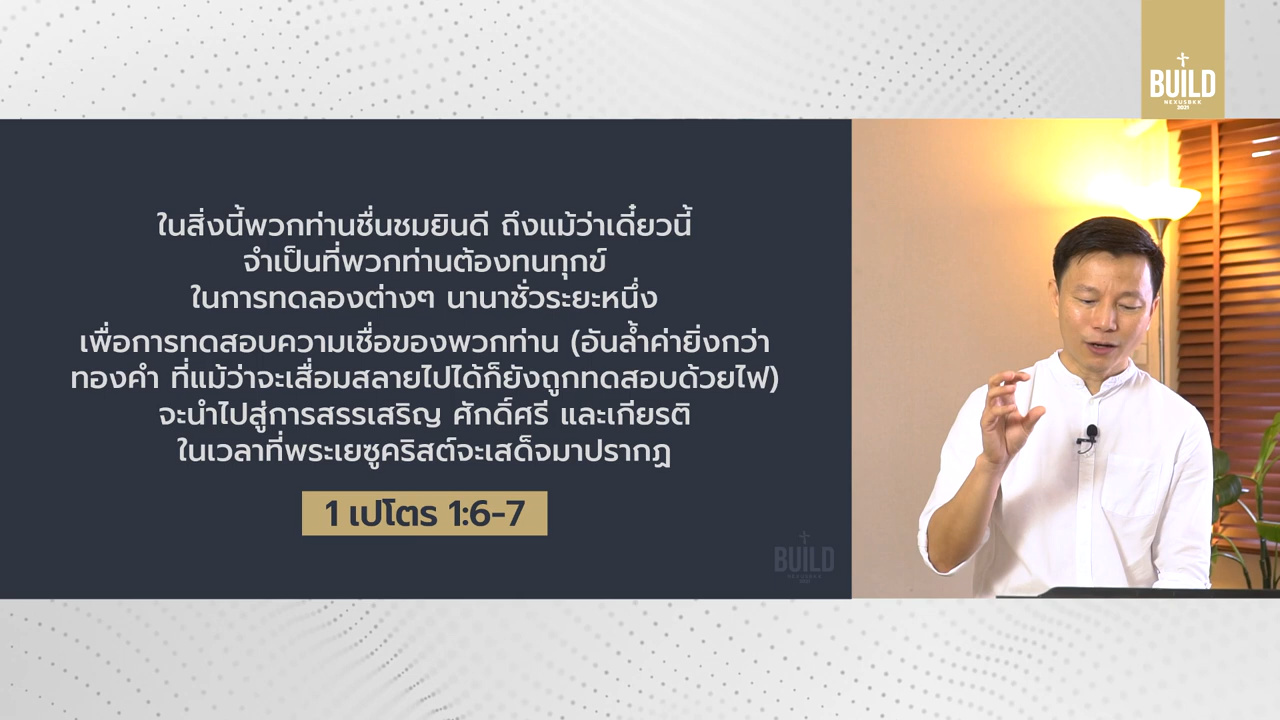 BUILD
NEXUSBKK
2021
ในสิ่งนี้พวกท่านชื่นชมยินดี ถึงแม้ว่าเดี๋ยวนี้
จำเป็นที่พวกท่านต้องทนทุกข์
ในการทดลองต่างๆ นานาชั่วระยะหนึ่ง
เพื่อการทดสอบความเชื่อของพวกท่าน (อันล้ำค่ายิ่งกว่า
ทองคำ ที่แม้ว่าจะเสื่อมสลายไปได้ก็ยังถูกทดสอบด้วยไฟ)
จะนำไปสู่การสรรเสริญ ศักดิ์ศรี และเกียรติ
ในเวลาที่พระเยซูคริสต์จะเสด็จมาปรากฏ
1 เปโตร 1:6-7
BUILD
NEXUSBKK
2021